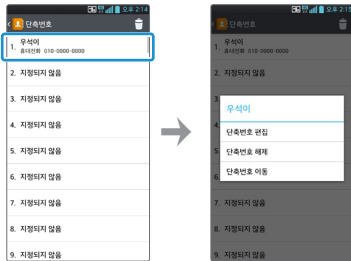 오후 2:14
단축번호
1. 우석이
휴대전화 010-0000-0000
2. 지정되지 않음
3. 지정되지 않음
4. 지정되지 않음
5. 지정되지 않음
6. 지정되지 않음
7. 지정되지 않음
8. 지정되지 않음
9. 지정되지 않음
오후 2:15
단축번호
1. 우석이
휴대전화 010-0000-0000
2. 지정되지 않음
3.
우석이
4.
단축번호 편집
5.
단축번호 해제
6.
단축번호 이동
7. 지정되지 않음
8. 지정되지 않음
9. 지정되지 않음